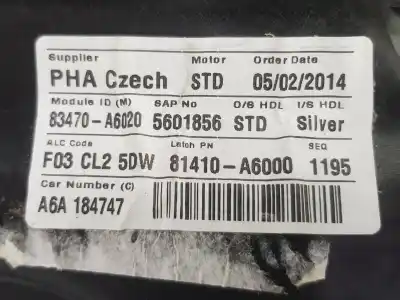 Supplier Motor Order Date
PHA Czech STD 05/02/2014
Module ID (M) SAP No O/S HDL I/S HDL
83470-A6020 5601856 STD Silver
ALC Code Latch PN SEQ
F03 CL2 5DW 81410-A6000 1195
Car Number (C)
A6A 184747